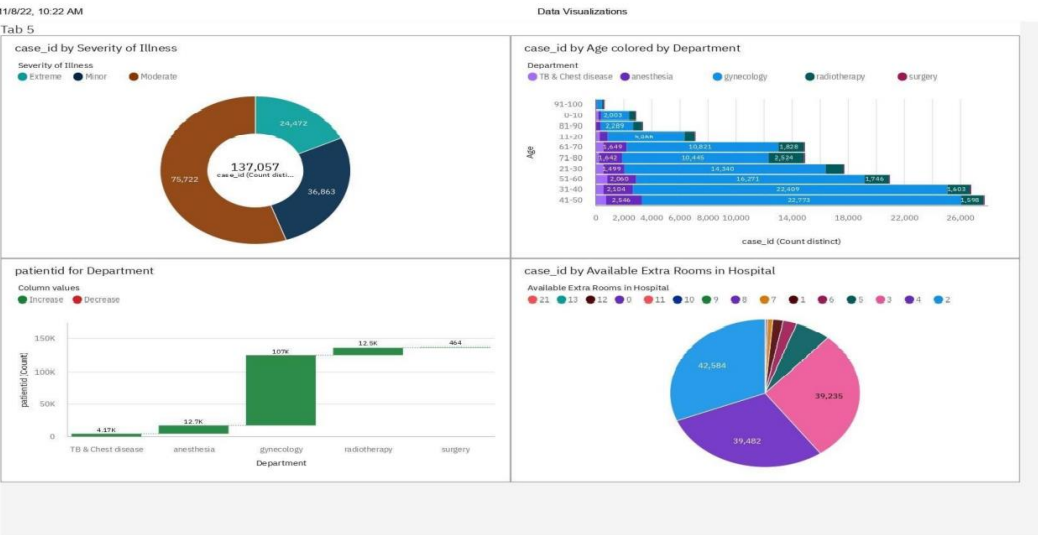 11/8/22, 10:22 AM
Data Visualizations
Tab 5
case_id by Severity of Illness
Severity of Illness
Extreme Minor Moderate
24,472
137,057
case_id (Count disti...
75,722
36,863
case_id by Age colored by Department
Department
TB & Chest disease anesthesia gynecology radiotherapy surgery
Age
91-100
0-10 2,003
81-90 2,289
11-20
61-70 1,649 10,821 1,828
71-80 1,642 10,445 2,534
21-30 1,499 14,340
51-60 2,060 16,271 1,746
31-40 2,104 22,409 1,603
41-50 2,546 22,773 1,598
0 2,000 4,000 6,000 8,000 10,000 14,000 18,000 22,000 26,000
case_id (Count distinct)
patientid for Department
Column values
Increase Decrease
patientid (Count)
150K
100K
50K
0
4.17K
12.7K
107K
12.5K
464
TB & Chest disease anesthesia gynecology radiotherapy surgery
Department
case_id by Available Extra Rooms in Hospital
Available Extra Rooms in Hospital
21 13 12 0 11 10 9 8 7 1 6 5 3 4 2
42,584
39,235
39,482